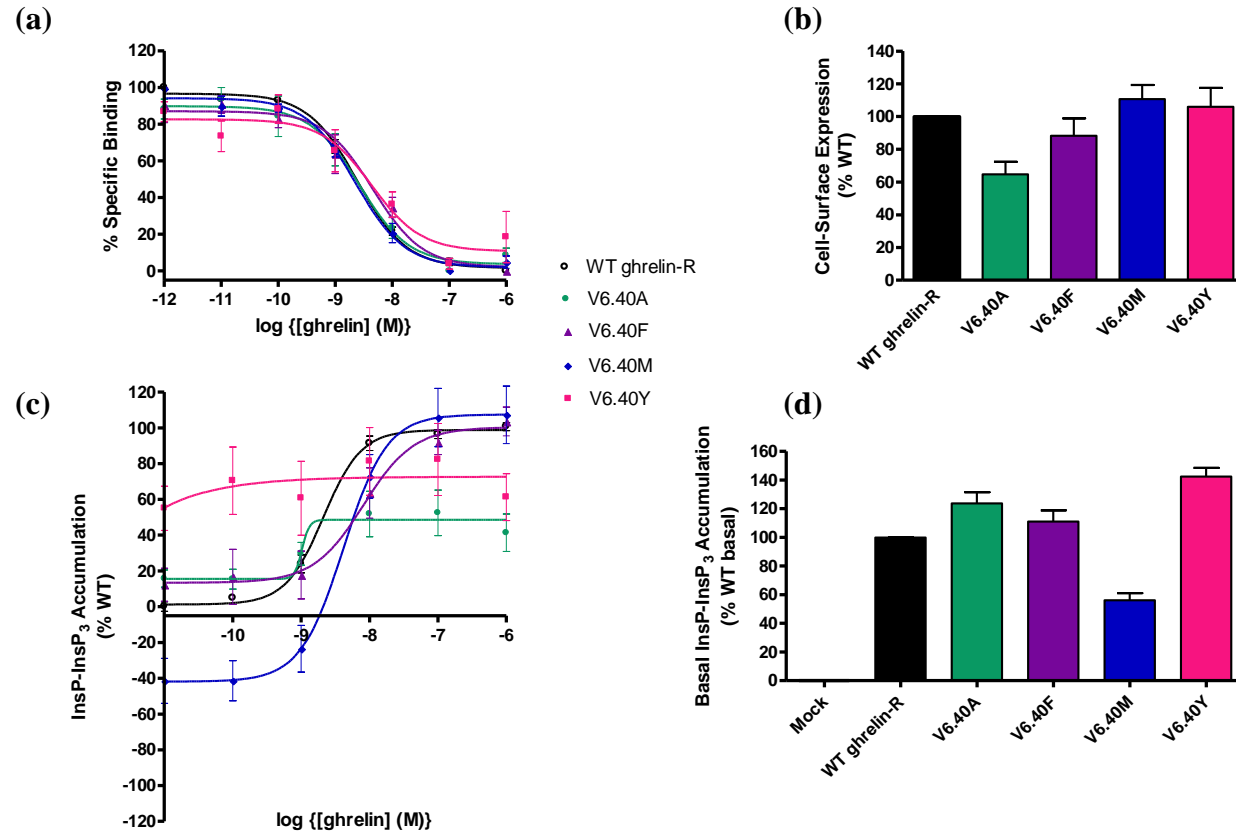 (a)
120
100
80
60
40
20
0
% Specific Binding
-12 -11 -10 -9 -8 -7 -6
log {[ghrelin] (M)}
WT ghrelin-R
V6.40A
V6.40F
V6.40M
V6.40Y
(b)
140
120
100
80
60
40
20
0
Cell-Surface Expression
(% WT)
WT ghrelin-R
V6.40A
V6.40F
V6.40M
V6.40Y
(c)
120
100
80
60
40
20
0
-20
-40
-60
-80
-100
-120
InsP-InsP3 Accumulation
(% WT)
-10 -9 -8 -7 -6
log {[ghrelin] (M)}
(d)
160
140
120
100
80
60
40
20
0
Basal InsP-InsP3 Accumulation
(% WT basal)
Mock
WT ghrelin-R
V6.40A
V6.40F
V6.40M
V6.40Y